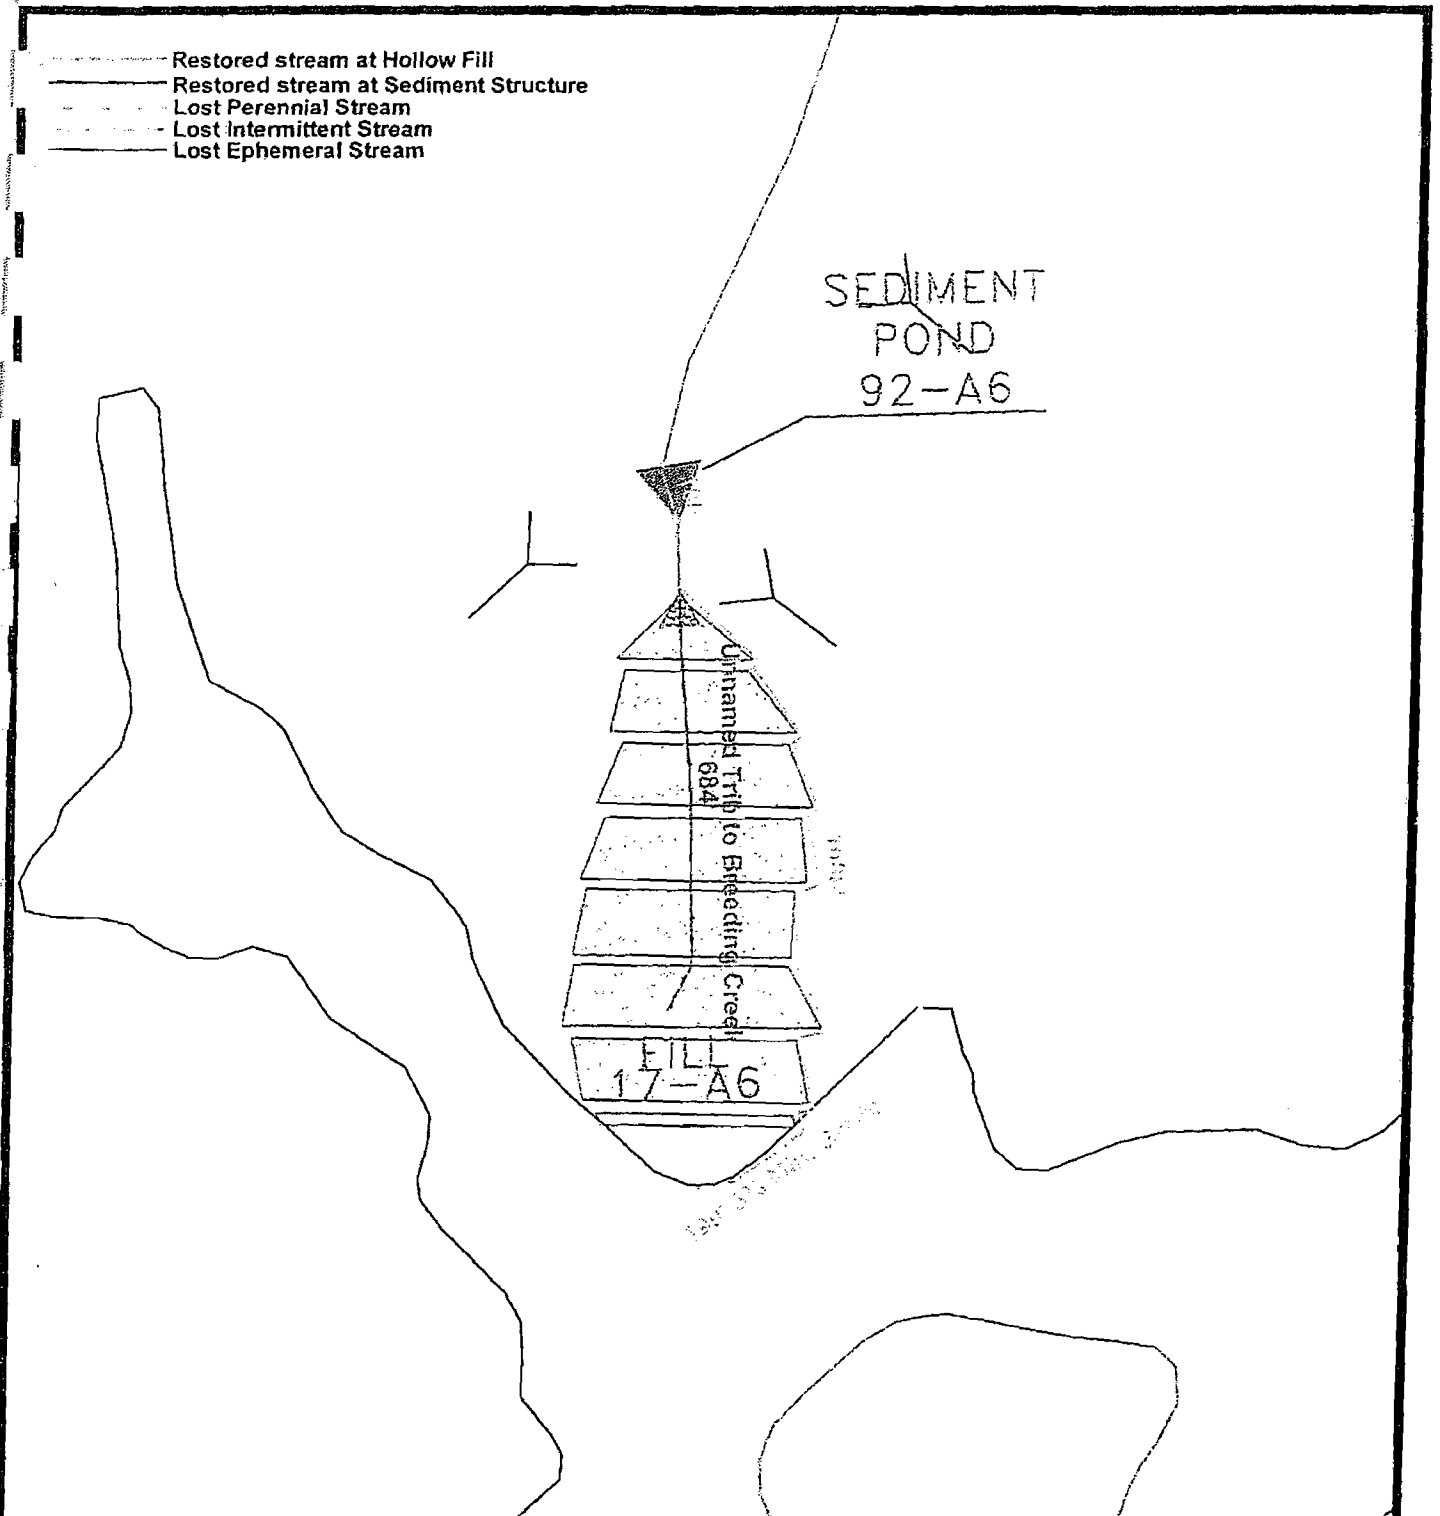 Restored stream at Hollow Fill
Restored stream at Sediment Structure
Lost Perennial Stream
Lost Intermittent Stream
Lost Ephemeral Stream
SEDIMENT
POND
92-A6
Unnamed Trib to Breeding Creek
684
FILL
17-A6